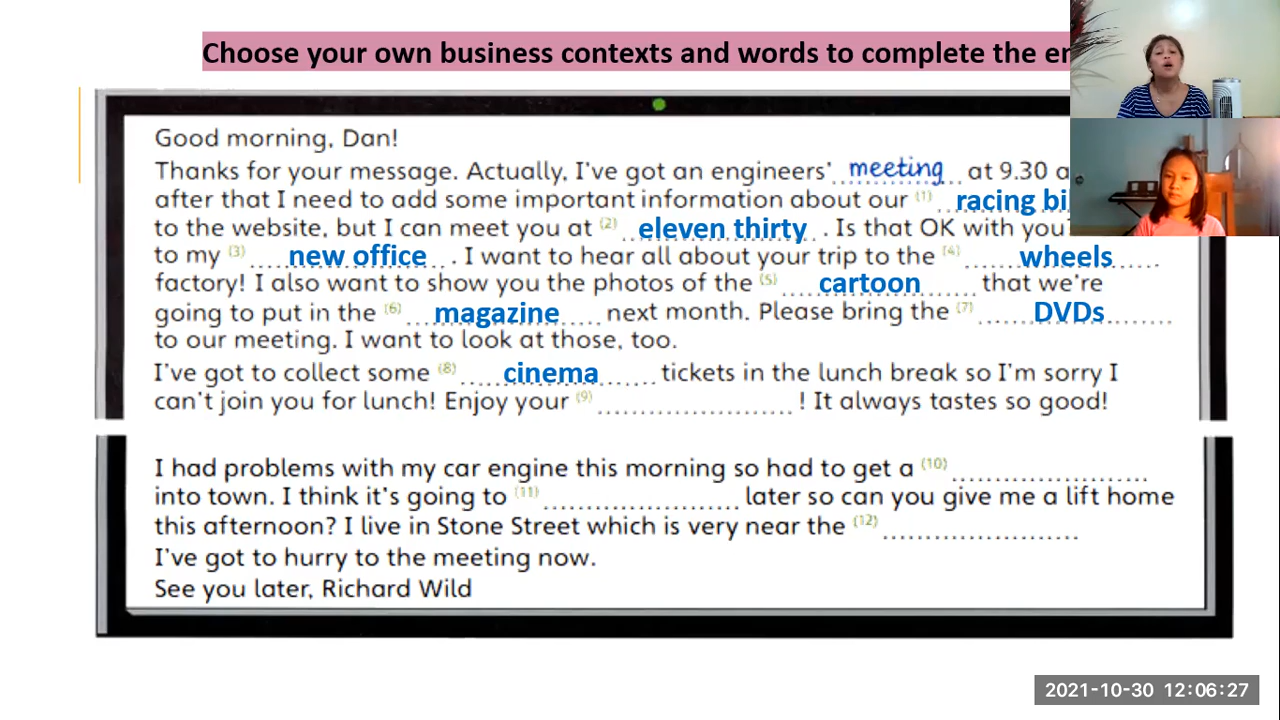 Choose your own business contexts and words to complete the
Good morning, Dan!
Thanks for your message. Actually, I've got an engineers' meeting at 9.30
after that I need to add some important information about our (1) racing
to the website, but I can meet you at (2) eleven thirty. Is that OK with you
to my (3) new office. I want to hear all about your trip to the (4) wheels
factory! I also want to show you the photos of the (5) cartoon that we're
going to put in the (6) magazine next month. Please bring the (7) DVDs
to our meeting. I want to look at those, too.
I've got to collect some (8) cinema tickets in the lunch break so I'm sorry I
can't join you for lunch! Enjoy your (9) ........................ ! It always tastes so good!
I had problems with my car engine this morning so had to get a (10) ........................
into town. I think it's going to (11) ........................ later so can you give me a lift home
this afternoon? I live in Stone Street which is very near the (12) ........................
I've got to hurry to the meeting now.
See you later, Richard Wild
2021-10-30 12:06:27